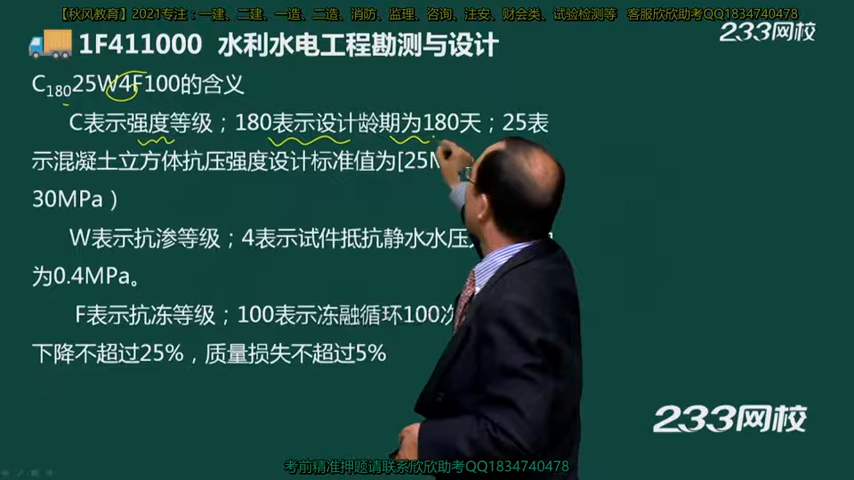 【秋风教育】2021专注：一建、二建、一造、二造、消防、监理、咨询、注安、财会类、试验检测等 客服欣欣助考QQ1834740478
233网校
1F411000 水利水电工程勘测与设计
C₁₈₀25W4F100的含义
C表示强度等级；180表示设计龄期为180天；25表
示混凝土立方体抗压强度设计标准值为[25M
30MPa）
W表示抗渗等级；4表示试件抵抗静水水压
为0.4MPa。
F表示抗冻等级；100表示冻融循环100次
下降不超过25%，质量损失不超过5%
233网校
考前精准押题请联系欣欣助考QQ1834740478